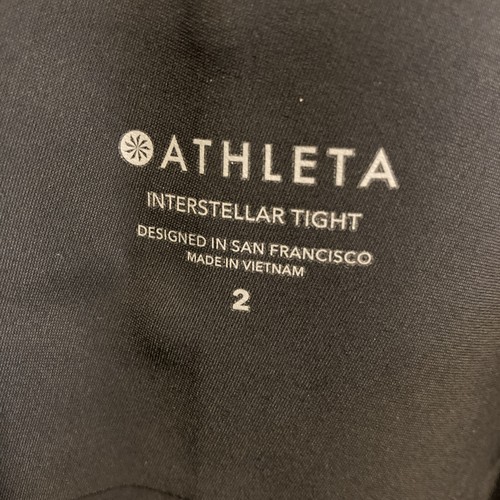 ATHLETA
INTERSTELLAR TIGHT
DESIGNED IN SAN FRANCISCO
MADE IN VIETNAM
2